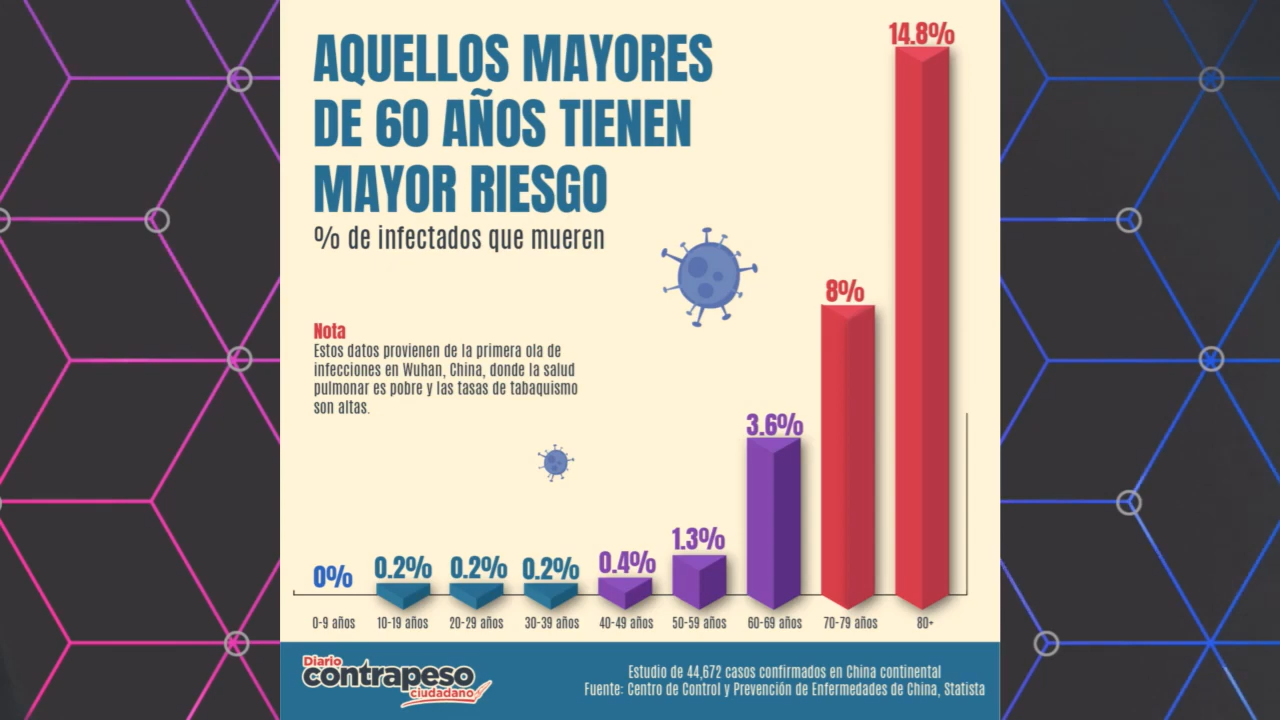 AQUELLOS MAYORES
DE 60 AÑOS TIENEN
MAYOR RIESGO
% de infectados que mueren
Nota
Estos datos provienen de la primera ola de
infecciones en Wuhan, China, donde la salud
pulmonar es pobre y las tasas de tabaquismo
son altas.
0%
0.2%
0.2%
0.2%
0.4%
1.3%
3.6%
8%
14.8%
0-9 años
10-19 años
20-29 años
30-39 años
40-49 años
50-59 años
60-69 años
70-79 años
80+
Diario
contrapeso
ciudadano
Estudio de 44,672 casos confirmados en China continental
Fuente: Centro de Control y Prevención de Enfermedades de China, Statista